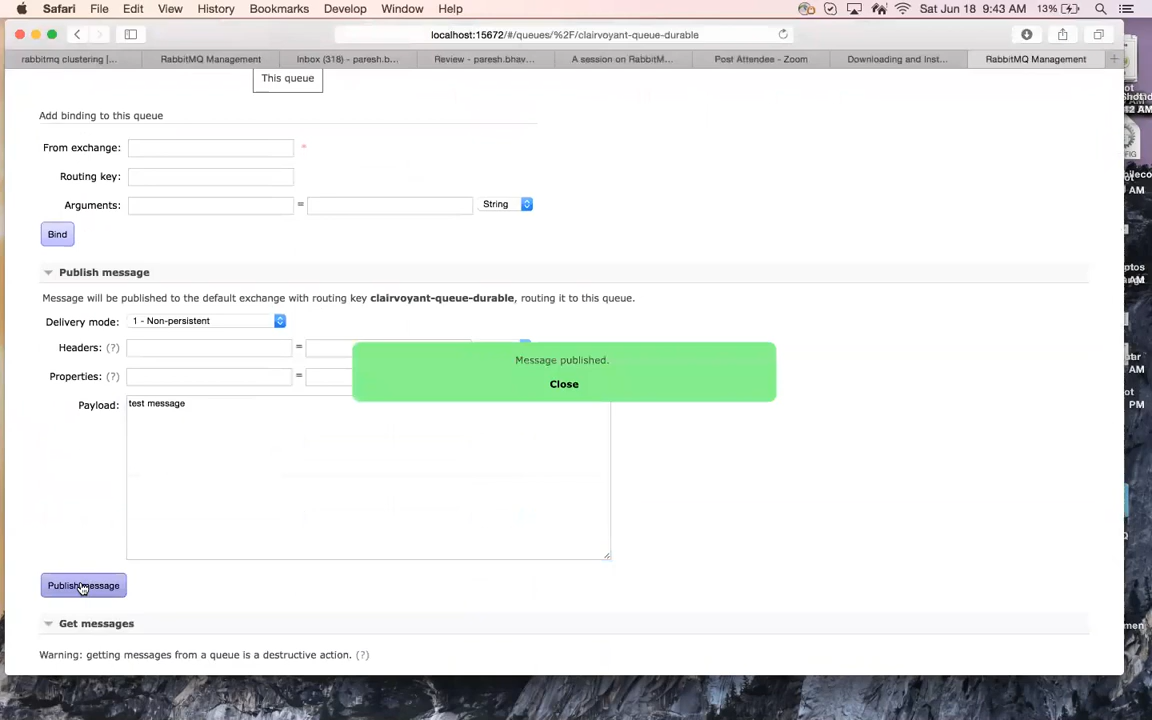 Safari File Edit View History Bookmarks Develop Window Help 13% Sat Jun 18 9:43 AM
localhost:15672/#/queues/%2F/clairvoyant-queue-durable
rabbitmq clustering |... RabbitMQ Management Inbox (318) - paresh.b... Review - paresh.bhav... A session on RabbitM... Post Attendee - Zoom Downloading and Inst... RabbitMQ Management
This queue
Add binding to this queue
From exchange: *
Routing key:
Arguments: = String
Bind
Publish message
Message will be published to the default exchange with routing key clairvoyant-queue-durable, routing it to this queue.
Delivery mode: 1 - Non-persistent
Headers: (?) =
Message published.
Properties: (?) =
Close
Payload: test message
Publish message
Get messages
Warning: getting messages from a queue is a destructive action. (?)